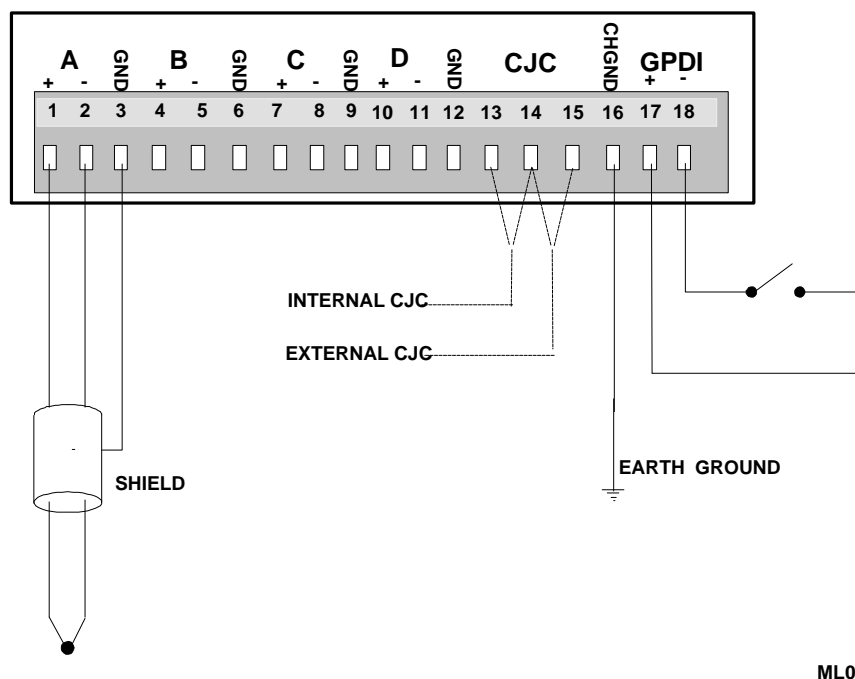 A GND B GND C GND D GND CJC CHGND GPDI
+ - + - + - + - + -
1 2 3 4 5 6 7 8 9 10 11 12 13 14 15 16 17 18
INTERNAL CJC
EXTERNAL CJC
EARTH GROUND
SHIELD
ML0